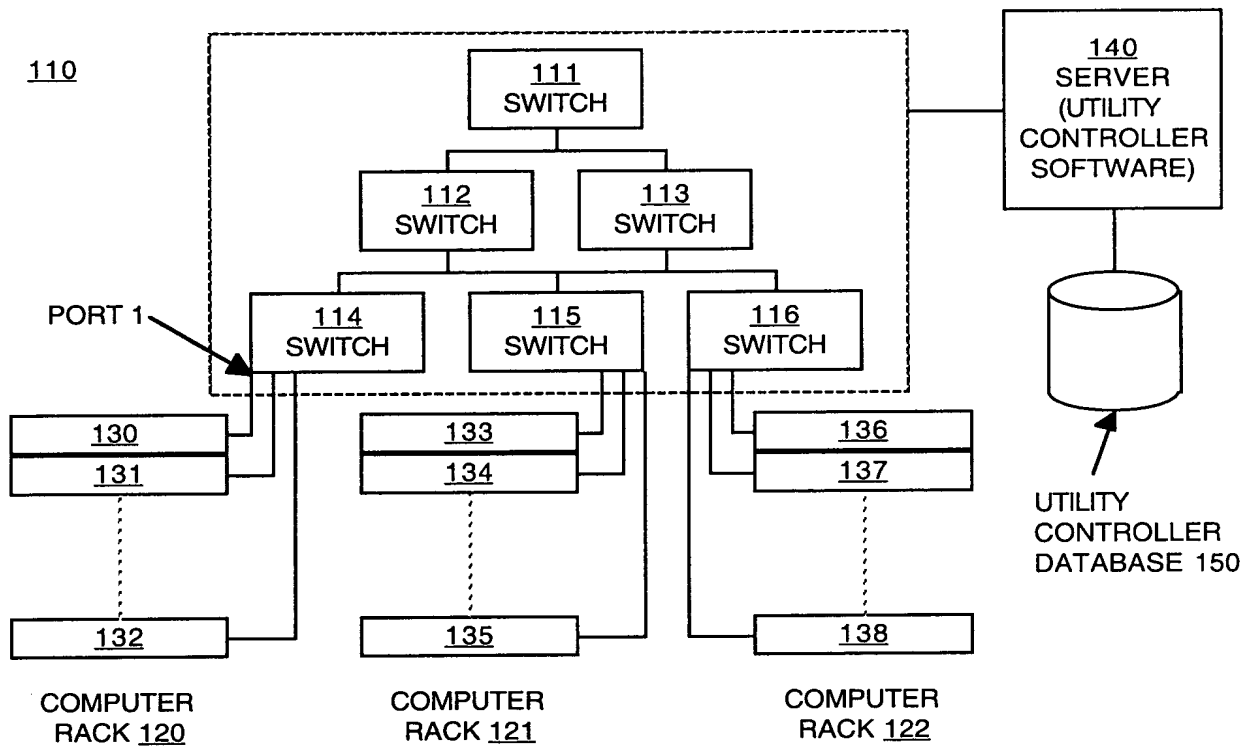 110
111
SWITCH
112
SWITCH
113
SWITCH
PORT 1
114
SWITCH
115
SWITCH
116
SWITCH
140
SERVER
(UTILITY
CONTROLLER
SOFTWARE)
UTILITY
CONTROLLER
DATABASE 150
130
131
132
COMPUTER
RACK 120
133
134
135
COMPUTER
RACK 121
136
137
138
COMPUTER
RACK 122